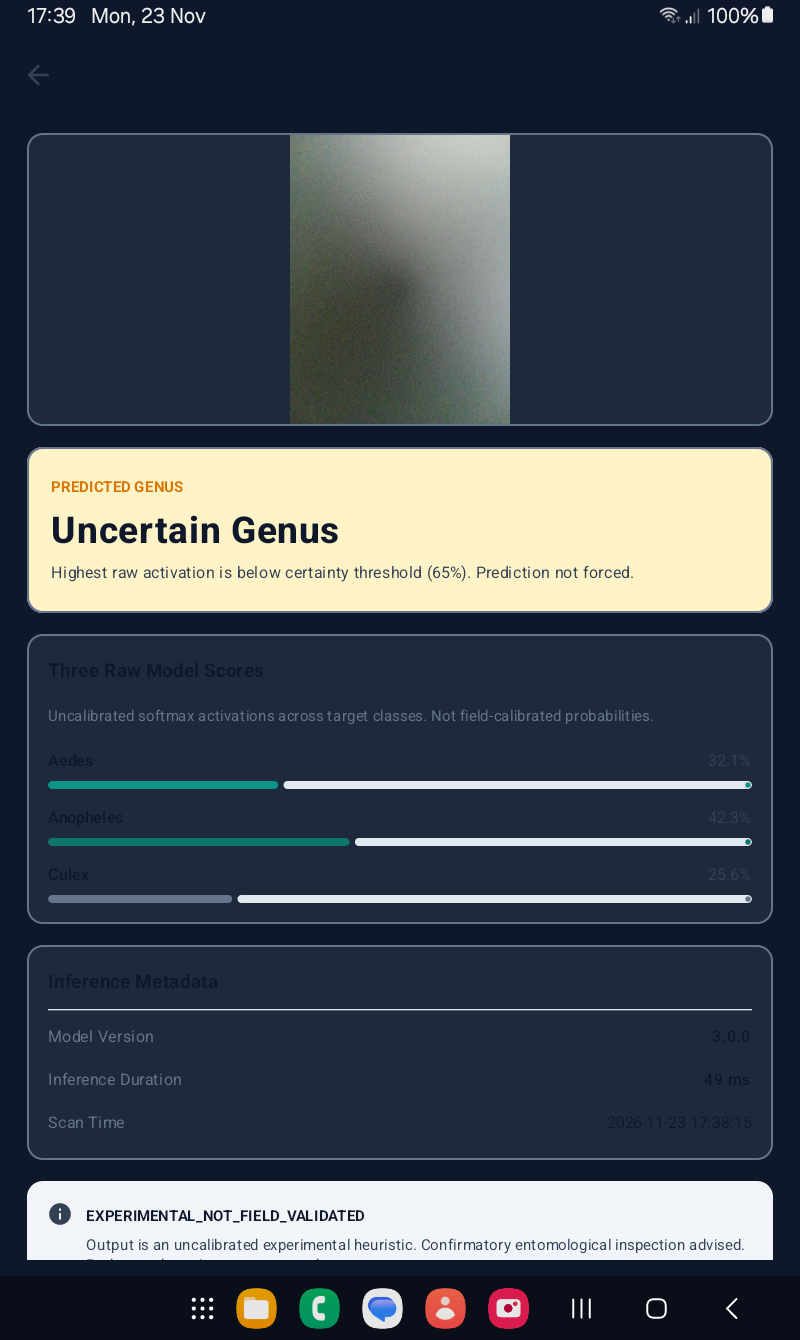 17:39 Mon, 23 Nov
100%
PREDICTED GENUS
Uncertain Genus
Highest raw activation is below certainty threshold (65%). Prediction not forced.
Three Raw Model Scores
Uncalibrated softmax activations across target classes. Not field-calibrated probabilities.
Aedes 32.1%
Anopheles 42.3%
Culex 25.6%
Inference Metadata
Model Version 3.0.0
Inference Duration 49 ms
Scan Time 2026-11-23 17:38:15
EXPERIMENTAL_NOT_FIELD_VALIDATED
Output is an uncalibrated experimental heuristic. Confirmatory entomological inspection advised.